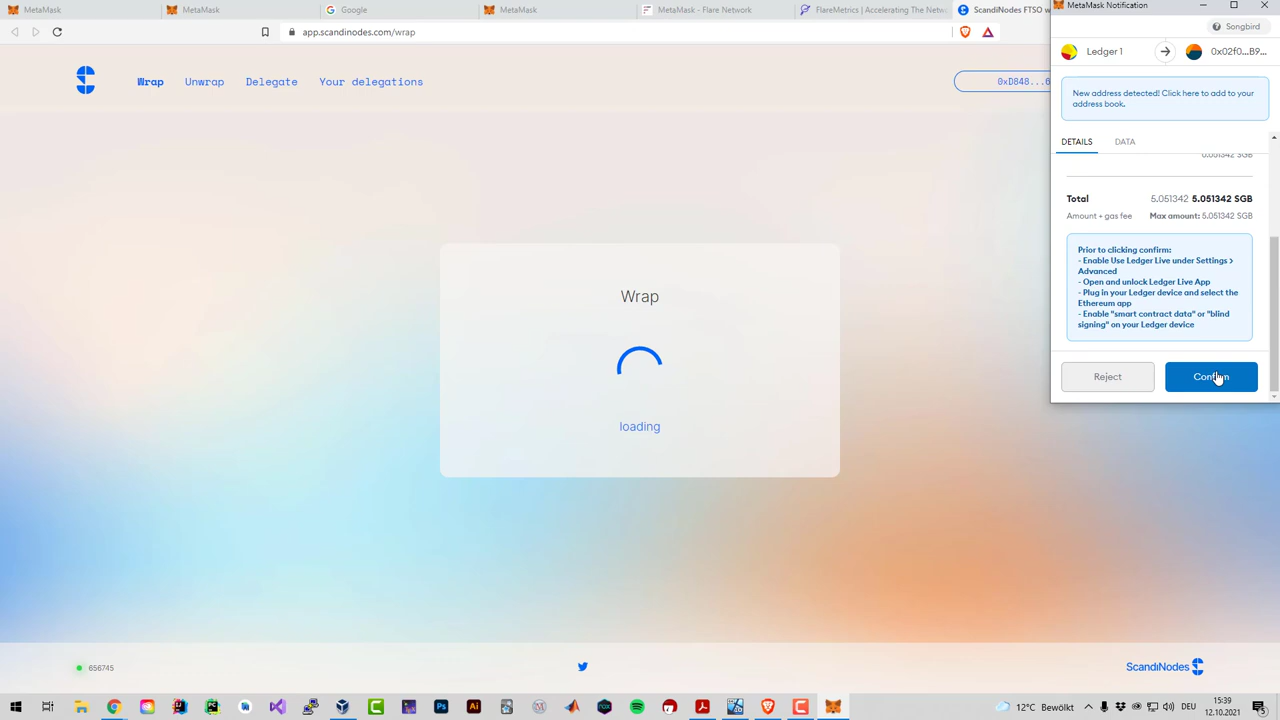 MetaMask
MetaMask
Google
MetaMask
MetaMask - Flare Network
FlareMetrics | Accelerating The Netw
ScandiNodes FTSO w
MetaMask Notification
app.scandinodes.com/wrap
Songbird
Ledger 1
0x02f0...B9...
Wrap
Unwrap
Delegate
Your delegations
0xD848...6
New address detected! Click here to add to your
address book.
DETAILS
DATA
5.051342 SGB
Total
5.051342 5.051342 SGB
Amount + gas fee
Max amount: 5.051342 SGB
Prior to clicking confirm:
- Enable Use Ledger Live under Settings >
Advanced
- Open and unlock Ledger Live App
- Plug in your Ledger device and select the
Ethereum app
- Enable "smart contract data" or "blind
signing" on your Ledger device
Reject
Confirm
Wrap
loading
656745
ScandiNodes
12°C Bewölkt
DEU
15:39
12.10.2021